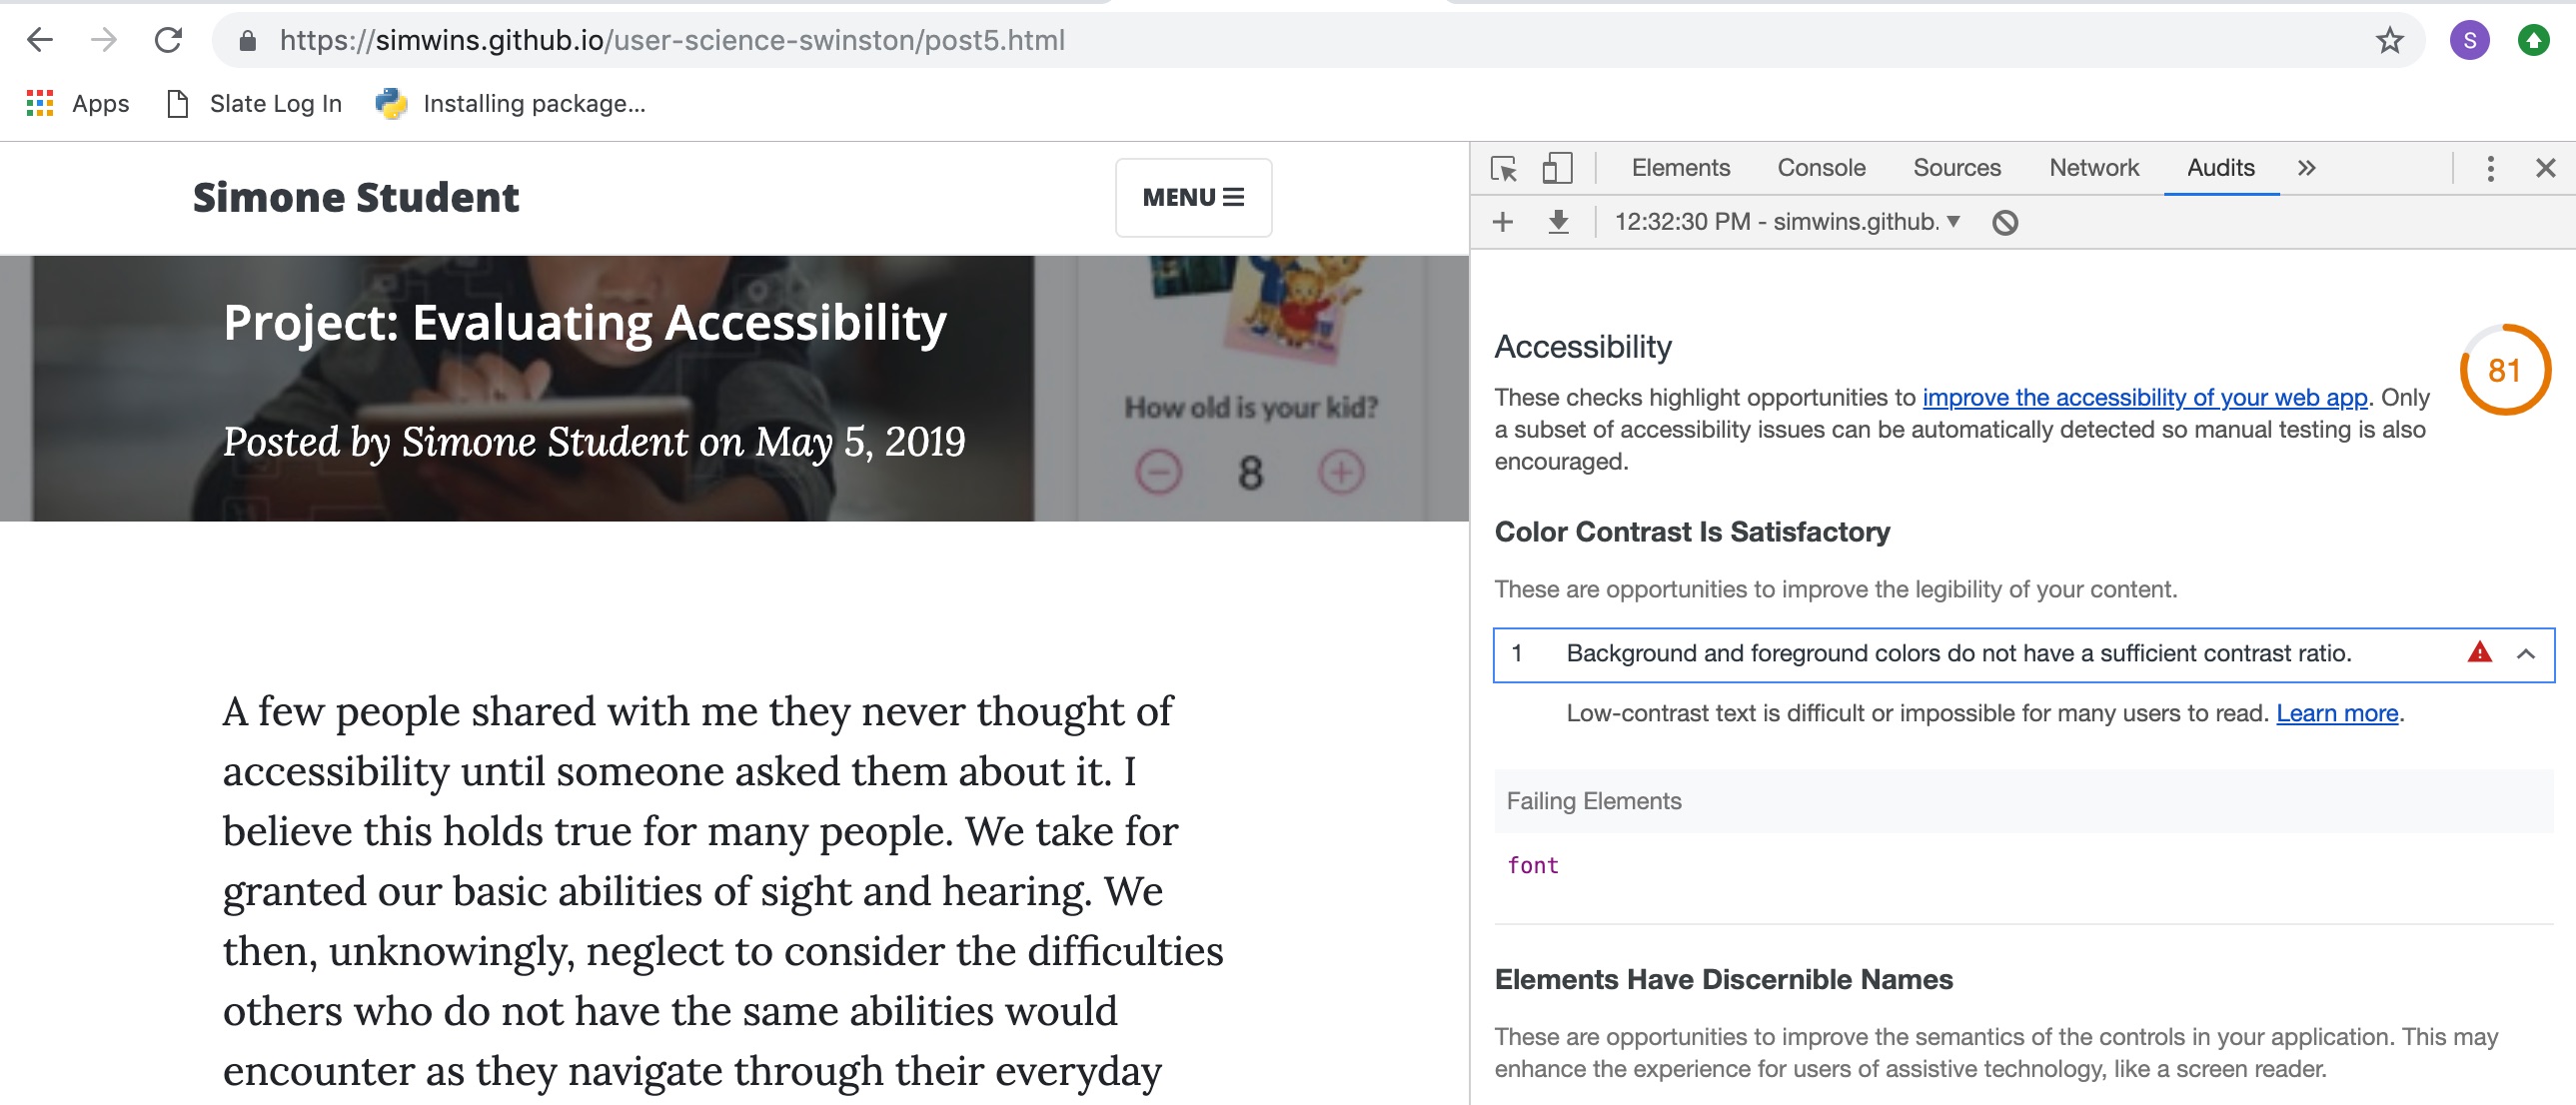 https://simwins.github.io/user-science-swinston/post5.html
S
Apps
Slate Log In
Installing package...
Simone Student
MENU
Project: Evaluating Accessibility
Posted by Simone Student on May 5, 2019
How old is your kid?
8
A few people shared with me they never thought of
accessibility until someone asked them about it. I
believe this holds true for many people. We take for
granted our basic abilities of sight and hearing. We
then, unknowingly, neglect to consider the difficulties
others who do not have the same abilities would
encounter as they navigate through their everyday
Elements
Console
Sources
Network
Audits
12:32:30 PM - simwins.github.
Accessibility
81
These checks highlight opportunities to improve the accessibility of your web app. Only
a subset of accessibility issues can be automatically detected so manual testing is also
encouraged.
Color Contrast Is Satisfactory
These are opportunities to improve the legibility of your content.
1 Background and foreground colors do not have a sufficient contrast ratio.
Low-contrast text is difficult or impossible for many users to read. Learn more.
Failing Elements
font
Elements Have Discernible Names
These are opportunities to improve the semantics of the controls in your application. This may
enhance the experience for users of assistive technology, like a screen reader.